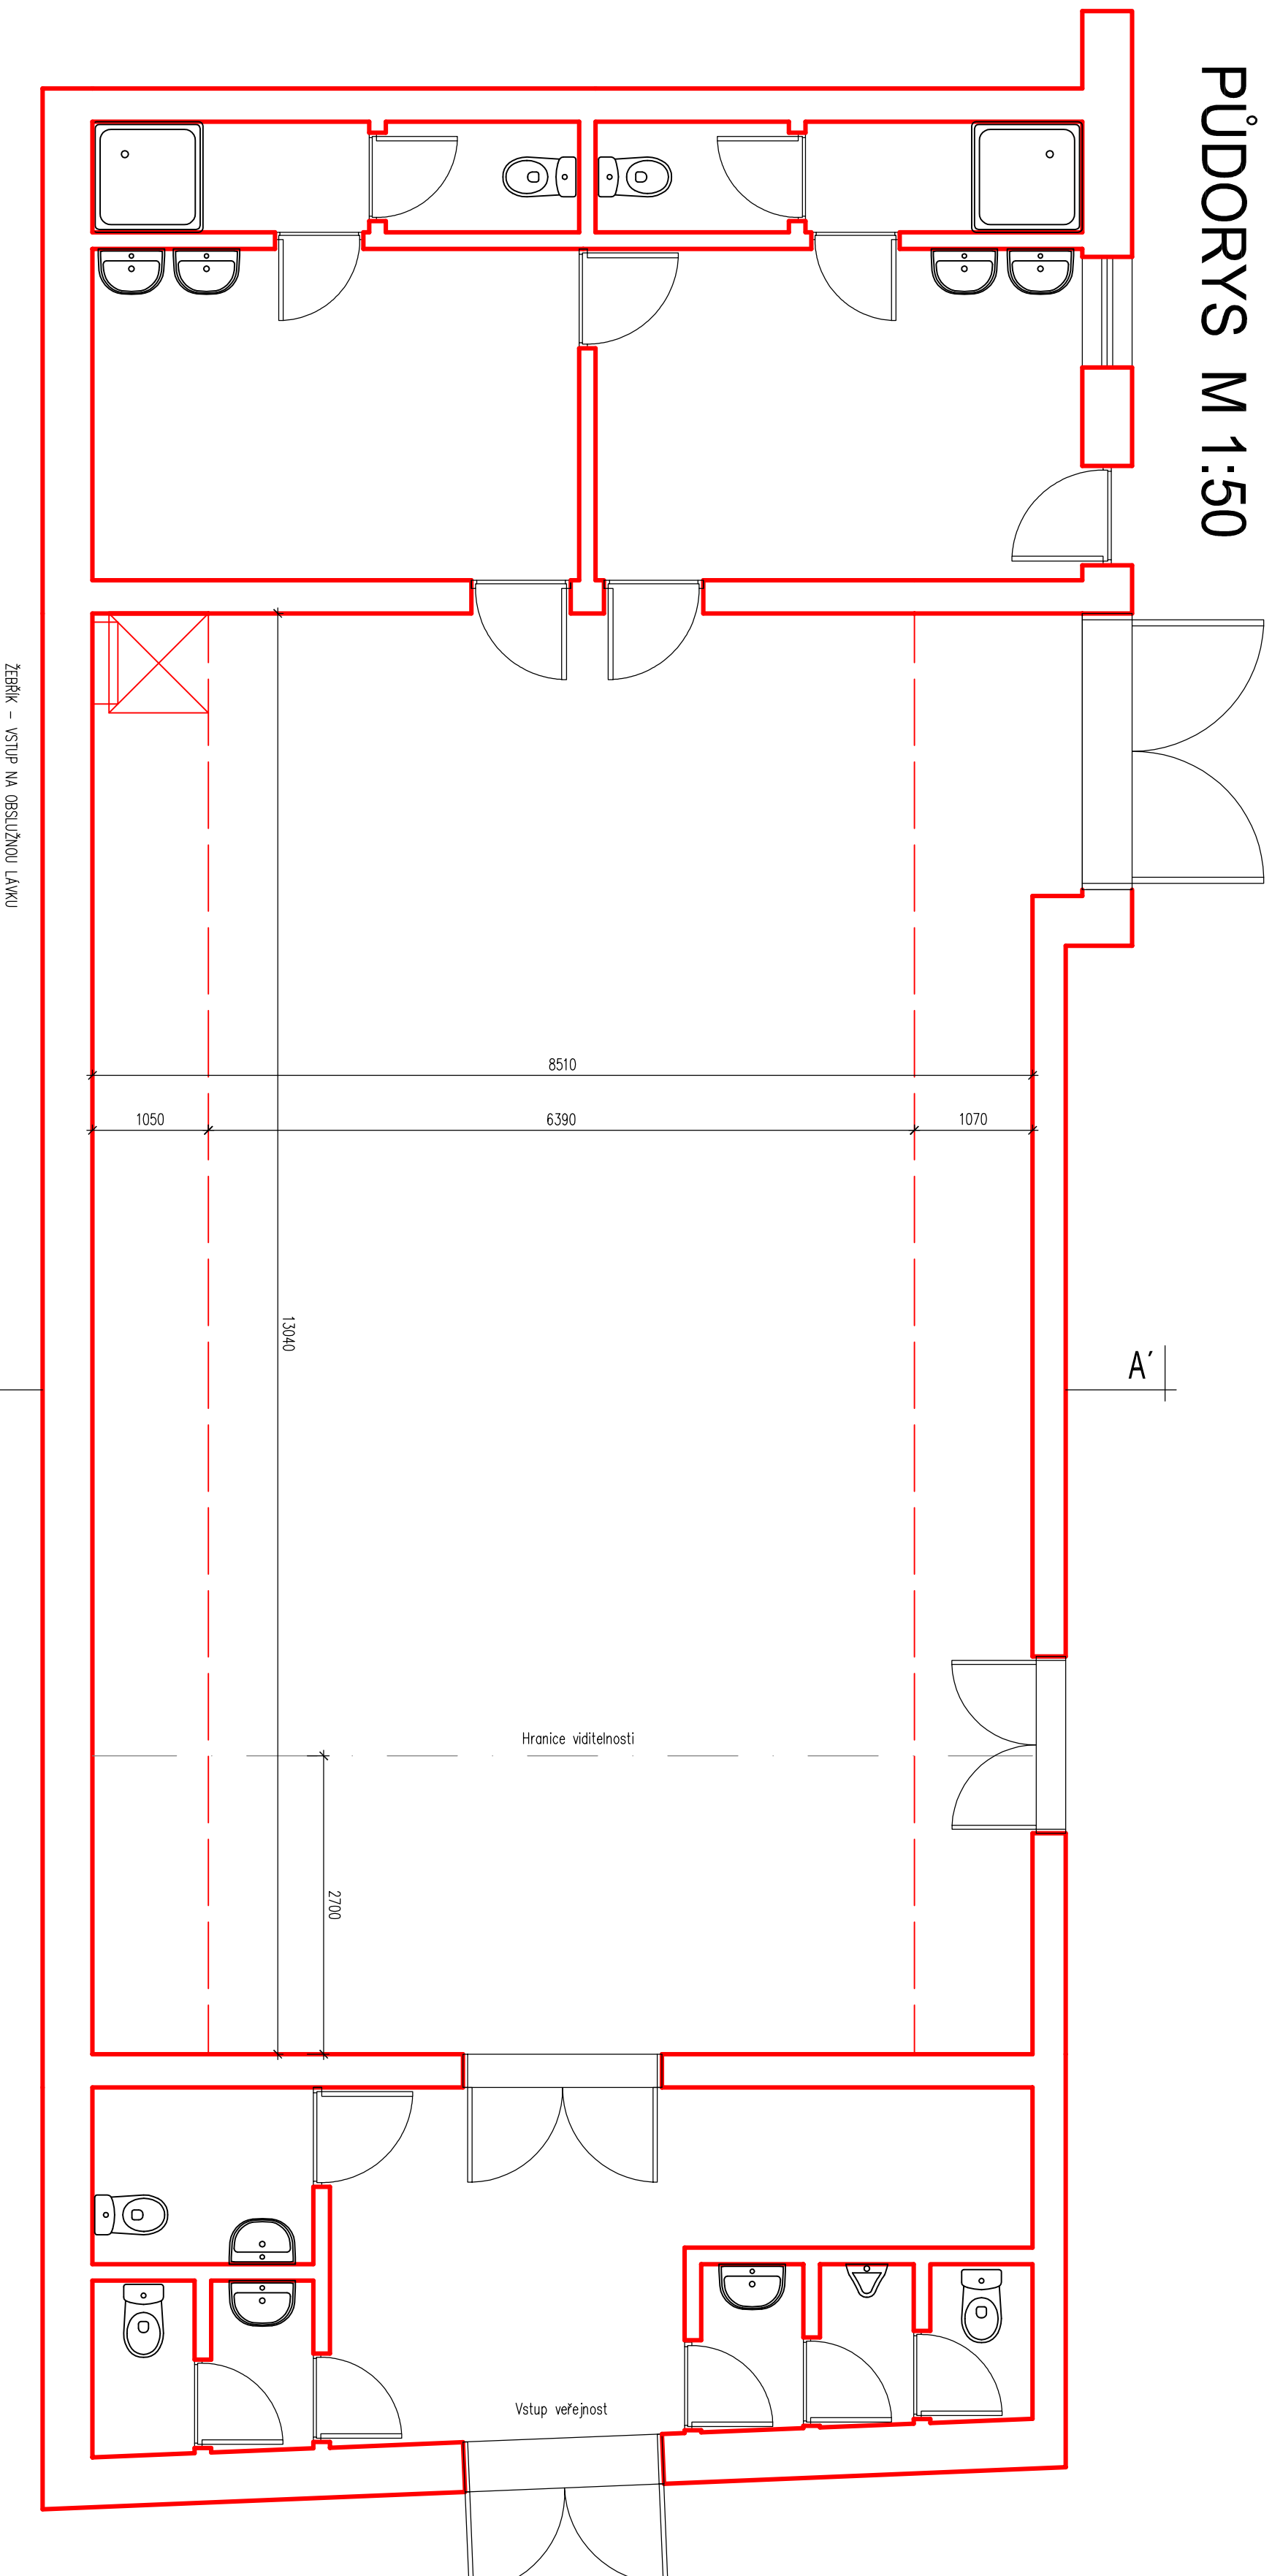 PŮDORYS M 1:50
ŽEBŘÍK – VSTUP NA OBSLUŽNOU LÁVKU
8510
1050
6390
1070
13040
A´
Hranice viditelnosti
2700
Vstup veřejnost